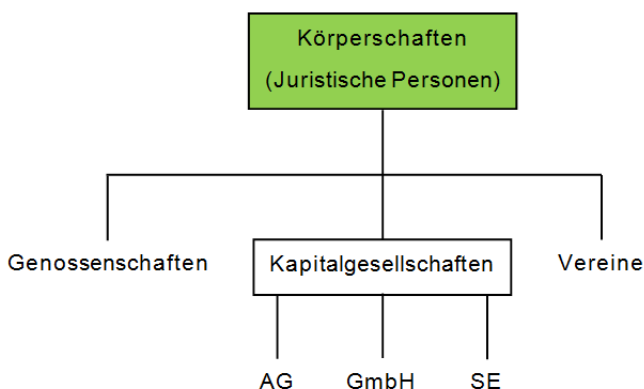 Körperschaften
(Juristische Personen)
Genossenschaften
Kapitalgesellschaften
Vereine
AG
GmbH
SE